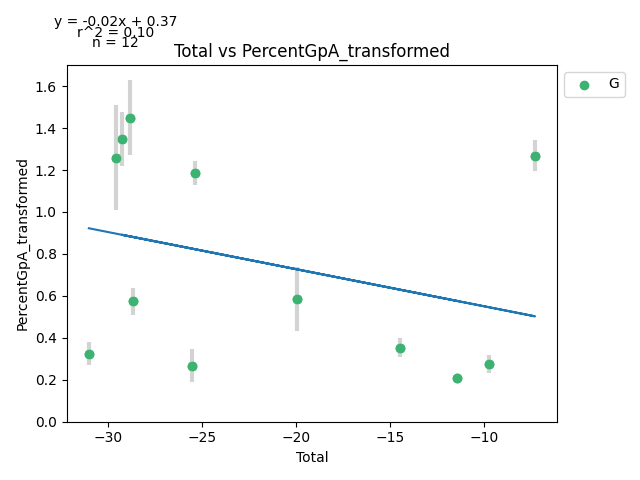 y = -0.02x + 0.37
r^2 = 0.10
n = 12
Total vs PercentGpA_transformed
G
PercentGpA_transformed
1.6
1.4
1.2
1.0
0.8
0.6
0.4
0.2
0.0
−30
−25
−20
−15
−10
Total